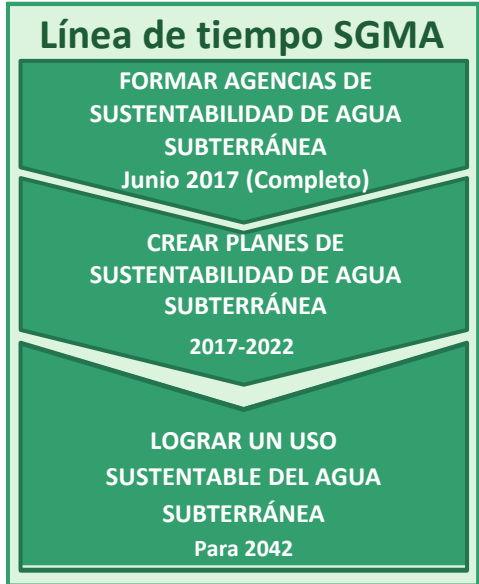 Línea de tiempo SGMA
FORMAR AGENCIAS DE
SUSTENTABILIDAD DE AGUA
SUBTERRÁNEA
Junio 2017 (Completo)
CREAR PLANES DE
SUSTENTABILIDAD DE AGUA
SUBTERRÁNEA
2017-2022
LOGRAR UN USO
SUSTENTABLE DEL AGUA
SUBTERRÁNEA
Para 2042